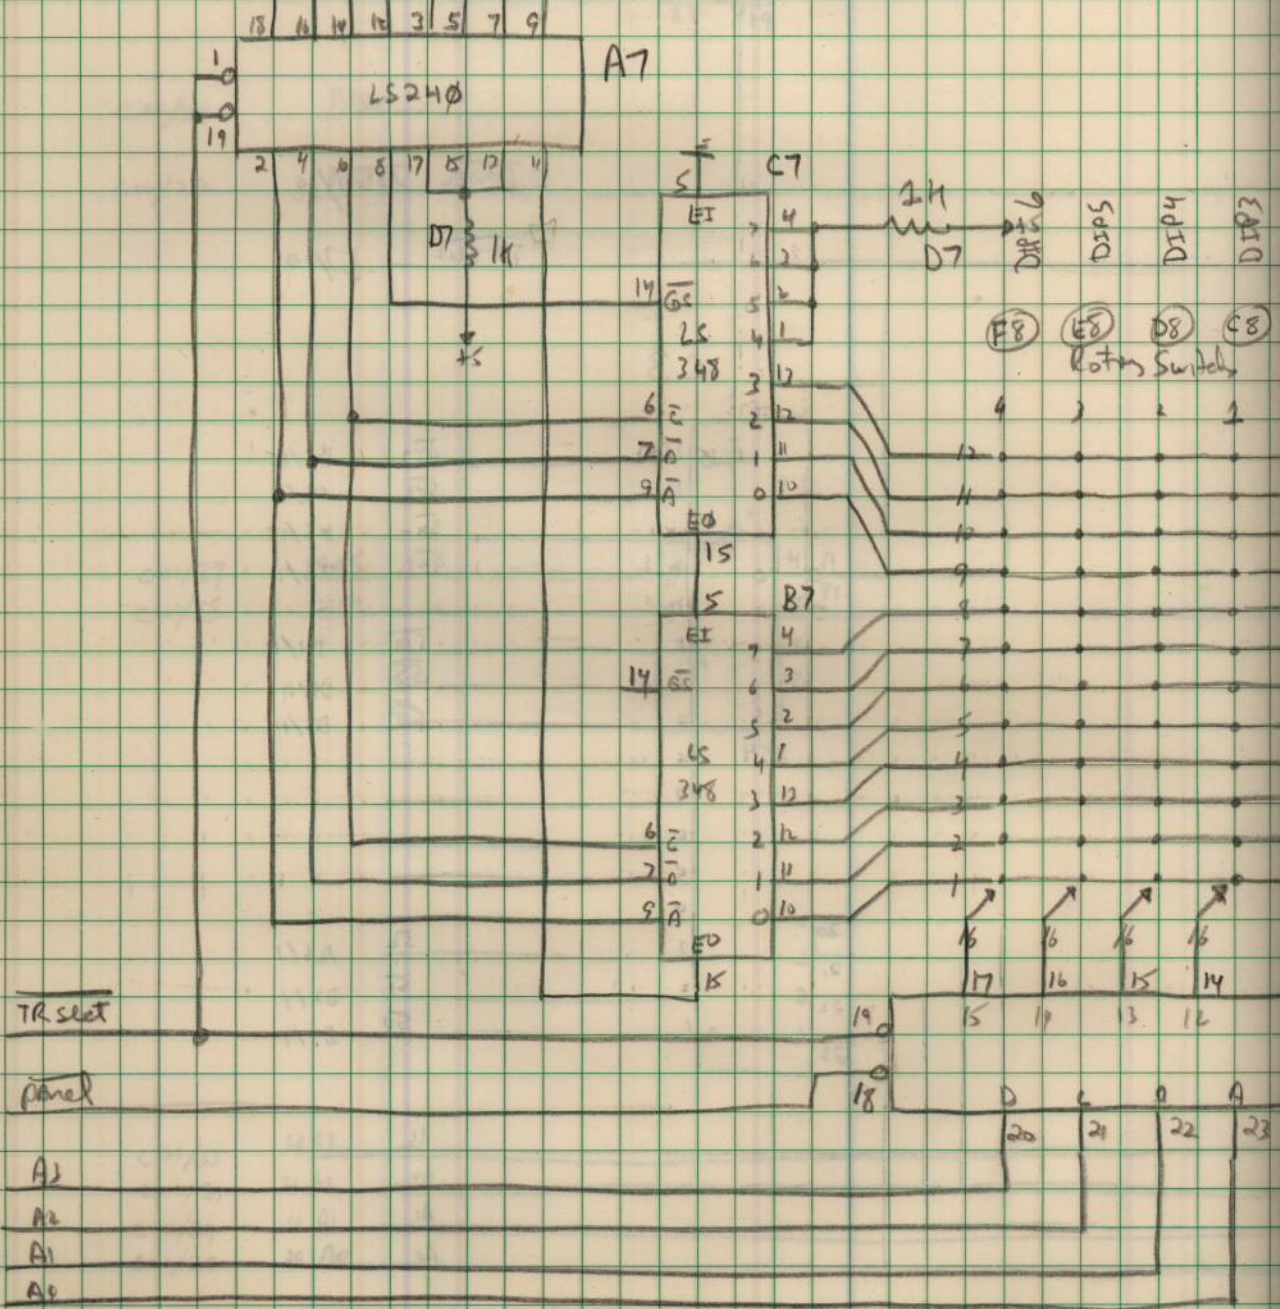 18 16 14 12 3 5 7 9
A7
1
LS240
19
2 4 6 8 17 15 13 11
5
C7
EI
1K
D7
+5
DIP6 DIP5 DIP4 DIP3
D7 1K
7 4
6 3
5 2
4 1
14 GS
LS
348
+5
F8 E8 D8 C8
Rotary Switch
4 3 2 1
3 13
6 C
2 12
7 B
1 11
9 A
0 10
EO
15
12
11
10
9
8
7
6
5
4
3
2
1
5
B7
EI
7 4
14 GS
6 3
5 2
LS
4 1
348
3 13
6 C
2 12
7 B
1 11
9 A
0 10
EO
15
16 16 16 16
17 16 15 14
15 14 13 12
TR select
19
panel
18
D C B A
20 21 22 23
A3
A2
A1
A0